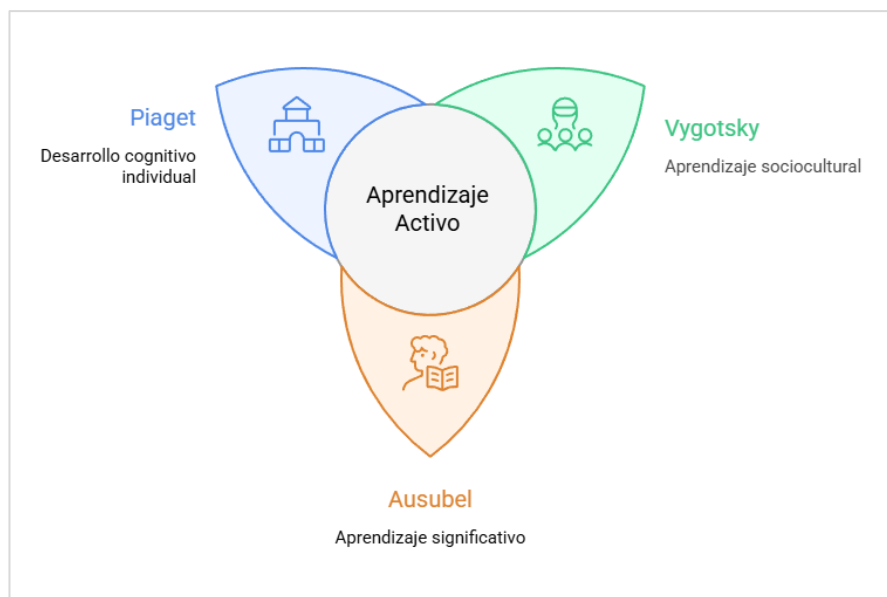 Piaget
Desarrollo cognitivo
individual
Vygotsky
Aprendizaje sociocultural
Aprendizaje
Activo
Ausubel
Aprendizaje significativo